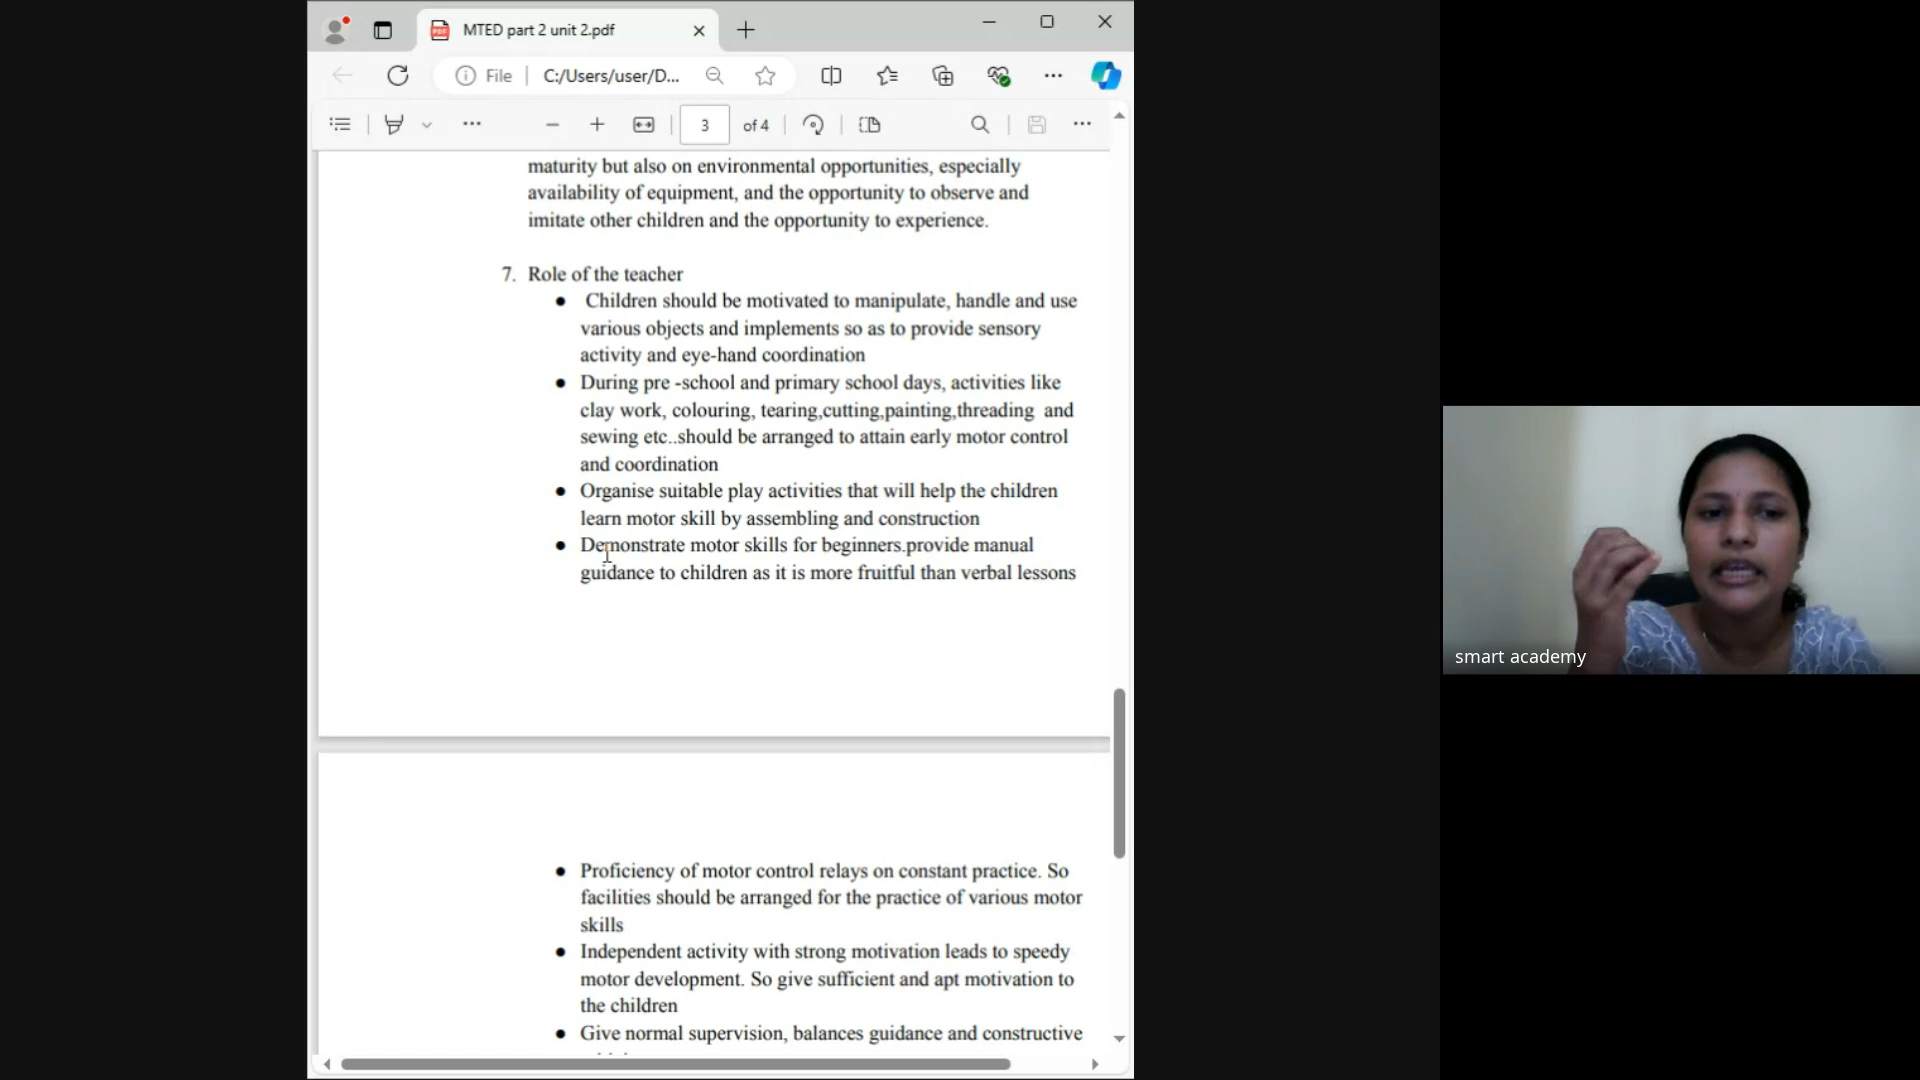 MTED part 2 unit 2.pdf
File
C:/Users/user/D...
3
of 4
maturity but also on environmental opportunities, especially
availability of equipment, and the opportunity to observe and
imitate other children and the opportunity to experience.
7. Role of the teacher
● Children should be motivated to manipulate, handle and use
various objects and implements so as to provide sensory
activity and eye-hand coordination
● During pre -school and primary school days, activities like
clay work, colouring, tearing,cutting,painting,threading and
sewing etc..should be arranged to attain early motor control
and coordination
● Organise suitable play activities that will help the children
learn motor skill by assembling and construction
● Demonstrate motor skills for beginners.provide manual
guidance to children as it is more fruitful than verbal lessons
● Proficiency of motor control relays on constant practice. So
facilities should be arranged for the practice of various motor
skills
● Independent activity with strong motivation leads to speedy
motor development. So give sufficient and apt motivation to
the children
● Give normal supervision, balances guidance and constructive
smart academy